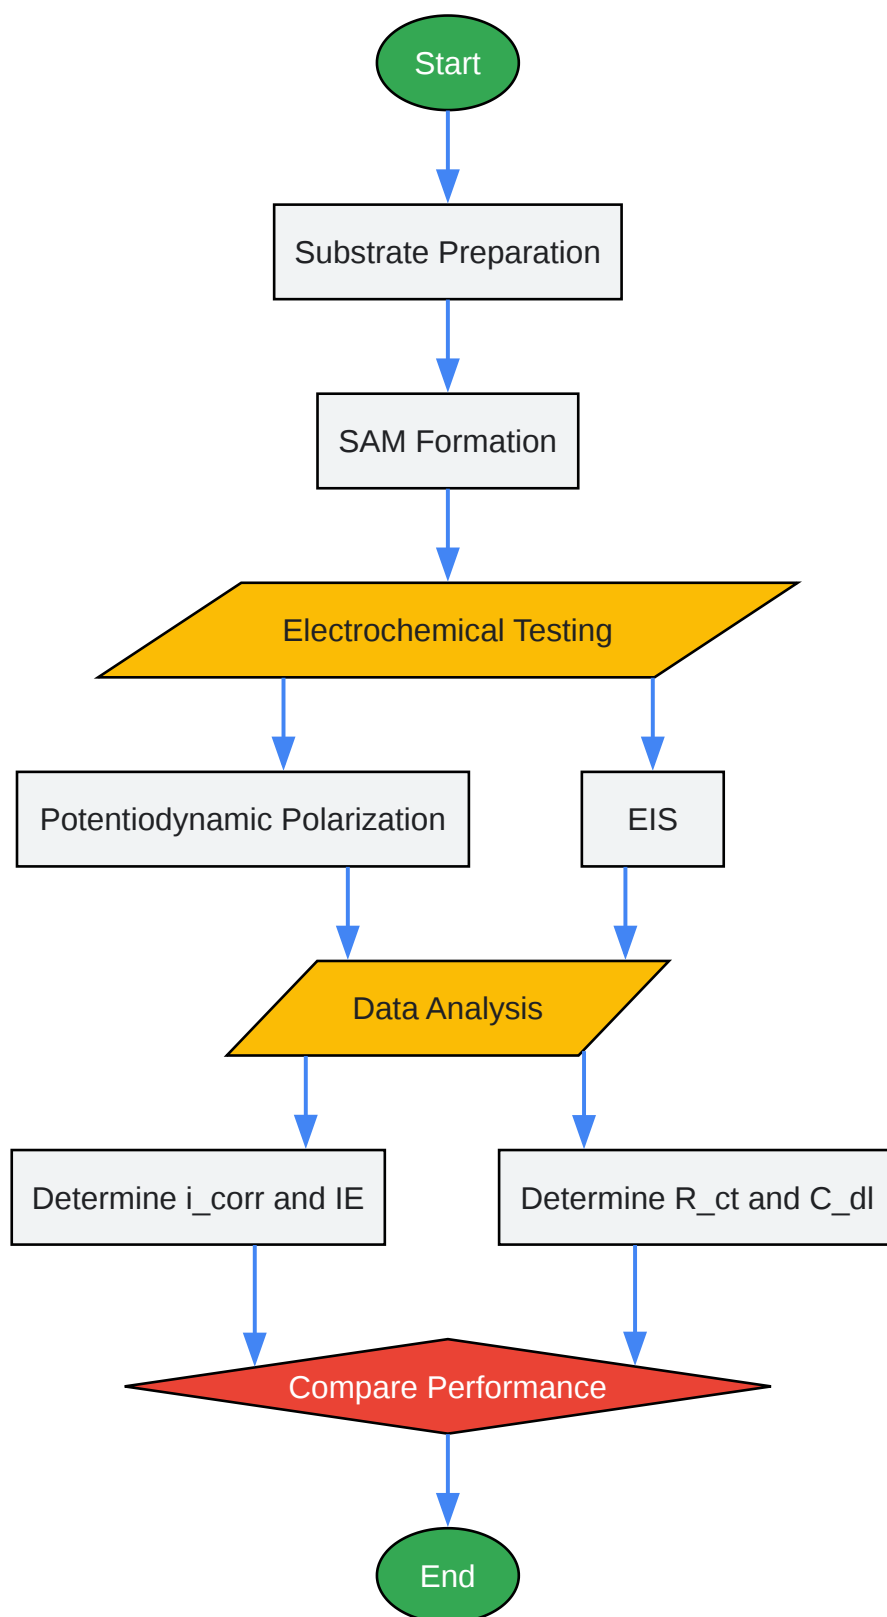 Start
Substrate Preparation
SAM Formation
Electrochemical Testing
Potentiodynamic Polarization
EIS
Data Analysis
Determine i_corr and IE
Determine R_ct and C_dl
Compare Performance
End